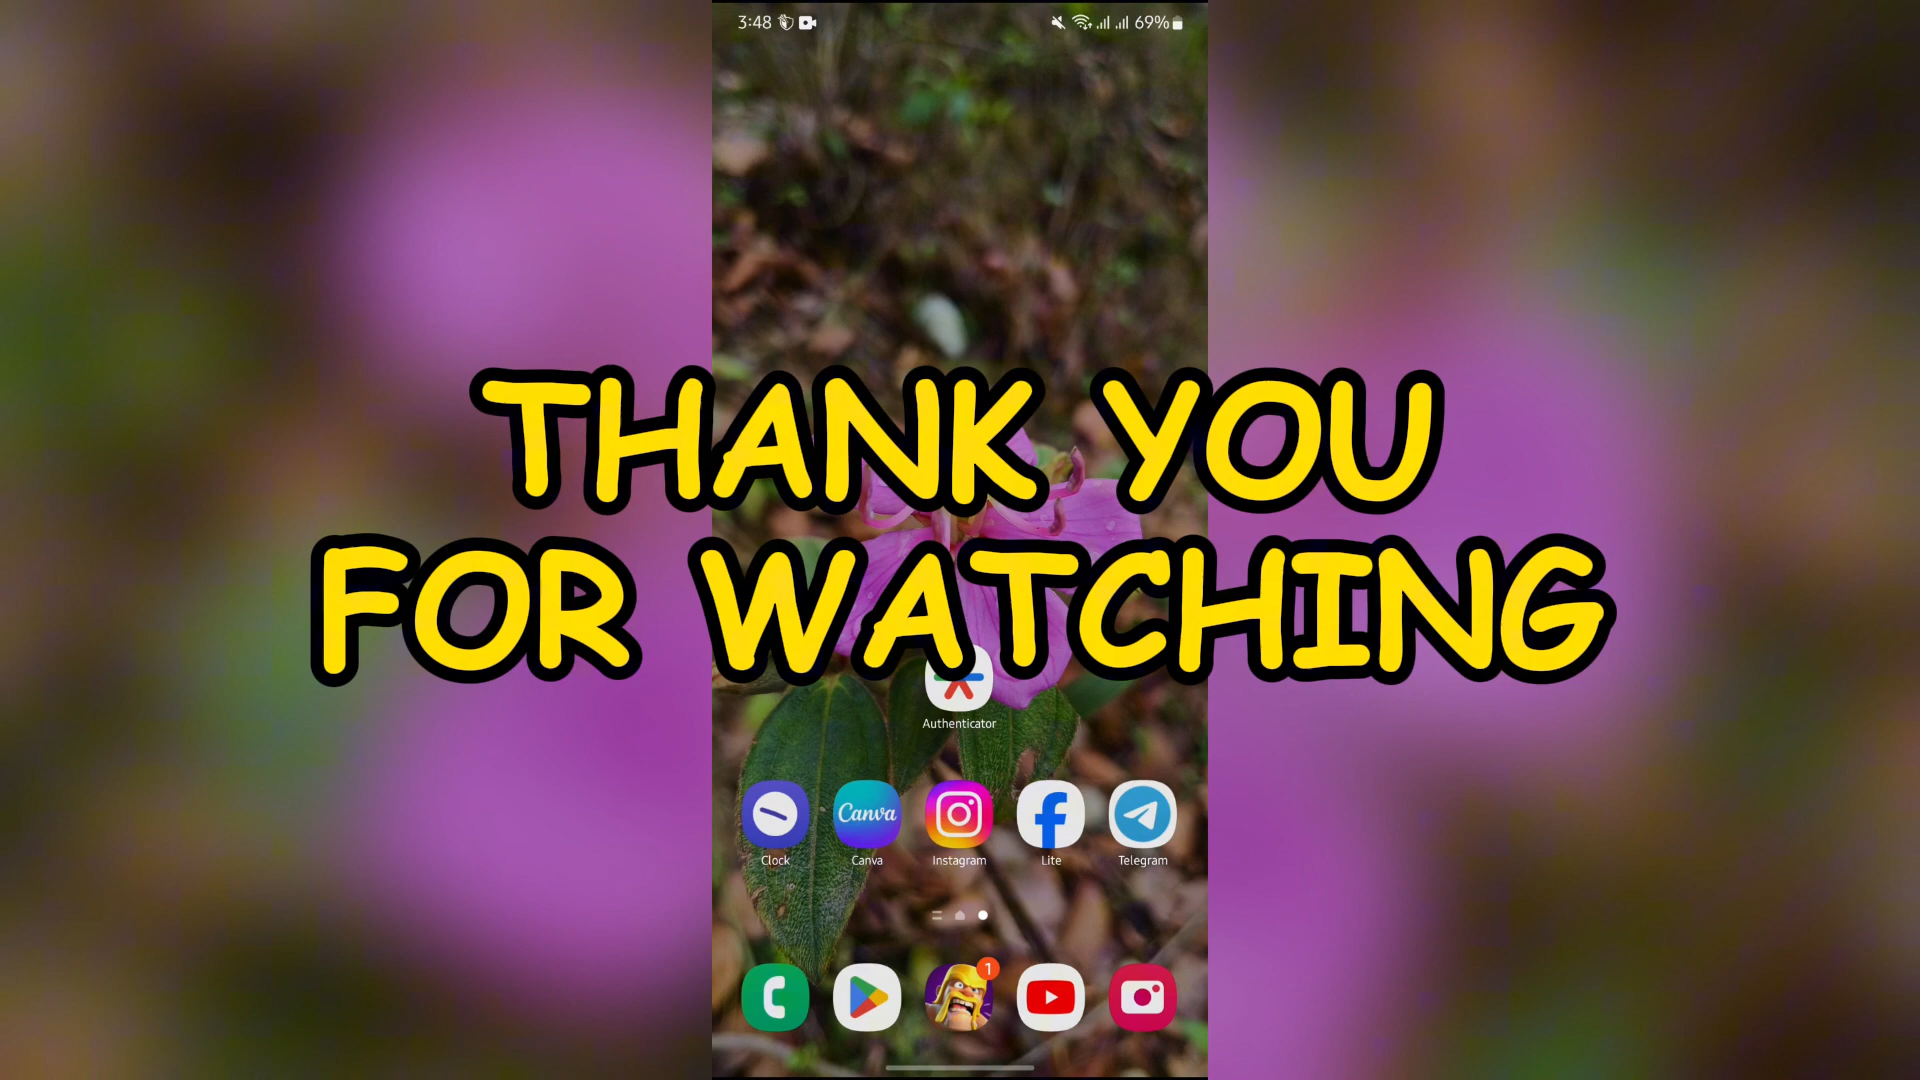 3:48 69%
THANK YOU
FOR WATCHING
Authenticator
Canva
Clock Canva Instagram Lite Telegram
1